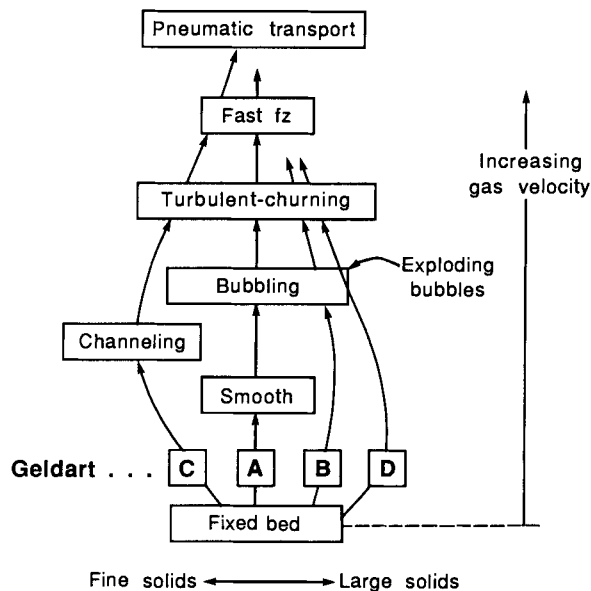 Pneumatic transport
Fast fz
Increasing
gas velocity
Turbulent-churning
Exploding
bubbles
Bubbling
Channeling
Smooth
Geldart . . . C A B D
Fixed bed
Fine solids Large solids